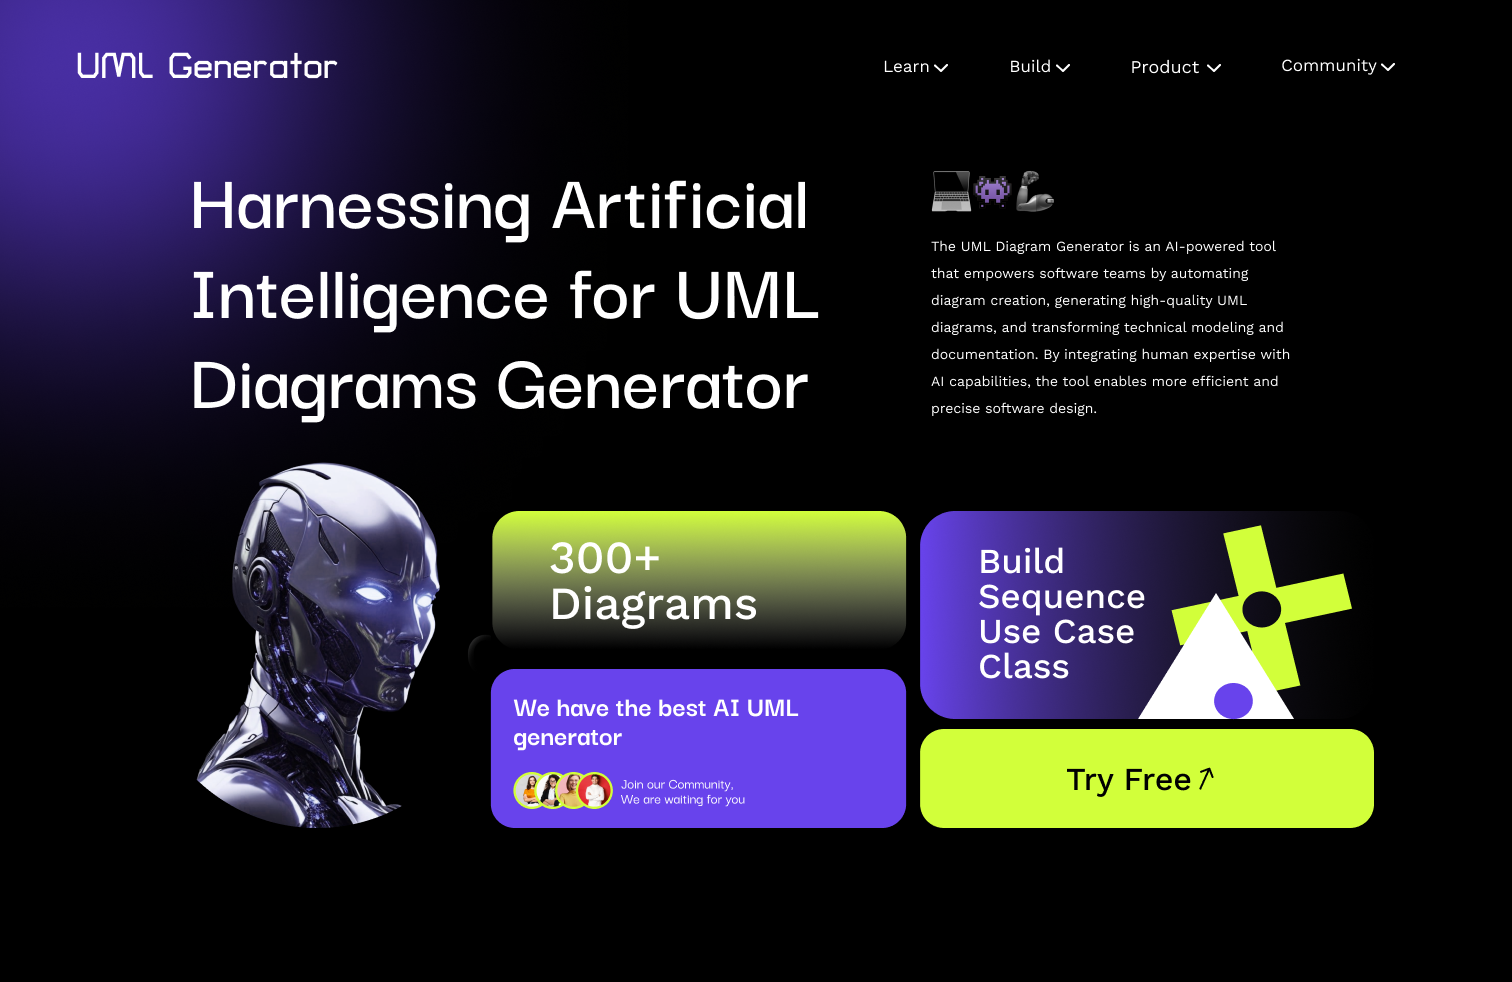 UML Generator
Learn
Build
Product
Community
Harnessing Artificial
Intelligence for UML
Diagrams Generator
The UML Diagram Generator is an AI-powered tool
that empowers software teams by automating
diagram creation, generating high-quality UML
diagrams, and transforming technical modeling and
documentation. By integrating human expertise with
AI capabilities, the tool enables more efficient and
precise software design.
300+
Diagrams
We have the best AI UML
generator
Join our Community,
We are waiting for you
Build
Sequence
Use Case
Class
Try Free